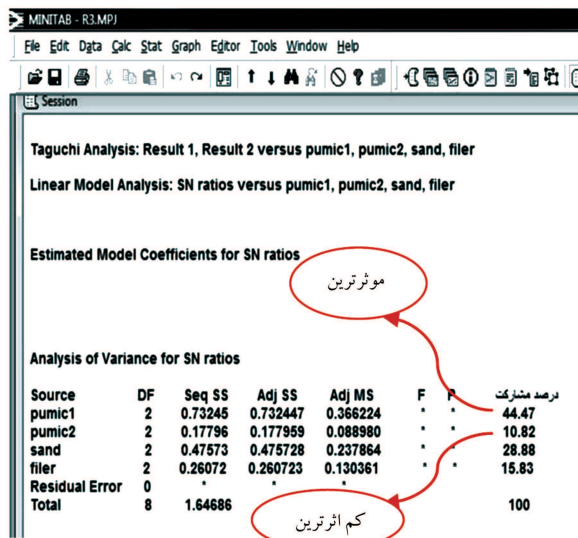 MINITAB - R3.MPJ
File Edit Data Calc Stat Graph Editor Tools Window Help
Session
Taguchi Analysis: Result 1, Result 2 versus pumic1, pumic2, sand, filer
Linear Model Analysis: SN ratios versus pumic1, pumic2, sand, filer
Estimated Model Coefficients for SN ratios
موثرترین
Analysis of Variance for SN ratios
Source DF Seq SS Adj SS Adj MS F P درصد مشارکت
pumic1 2 0.73245 0.732447 0.366224 * * 44.47
pumic2 2 0.17796 0.177959 0.088980 * * 10.82
sand 2 0.47573 0.475728 0.237864 * * 28.88
filer 2 0.26072 0.260723 0.130361 * * 15.83
Residual Error 0 * * *
Total 8 1.64686 100
کم اثرترین